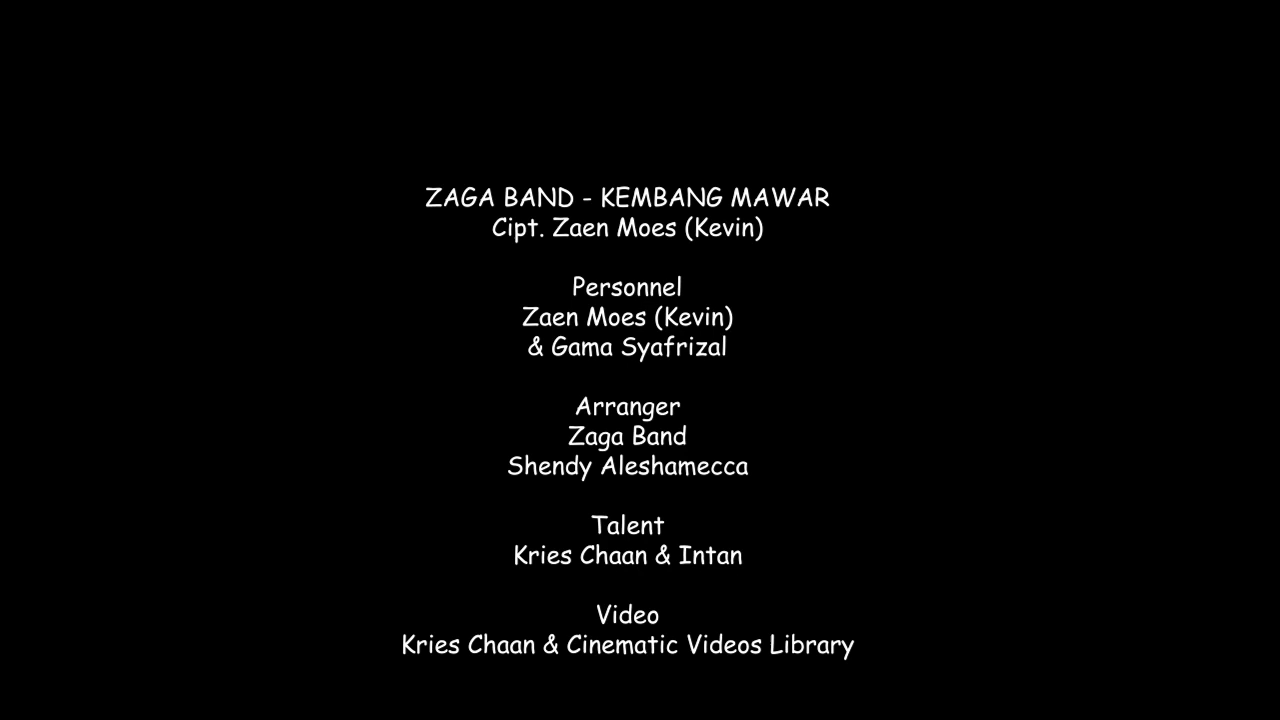 ZAGA BAND - KEMBANG MAWAR
Cipt. Zaen Moes (Kevin)
Personnel
Zaen Moes (Kevin)
& Gama Syafrizal
Arranger
Zaga Band
Shendy Aleshamecca
Talent
Kries Chaan & Intan
Video
Kries Chaan & Cinematic Videos Library